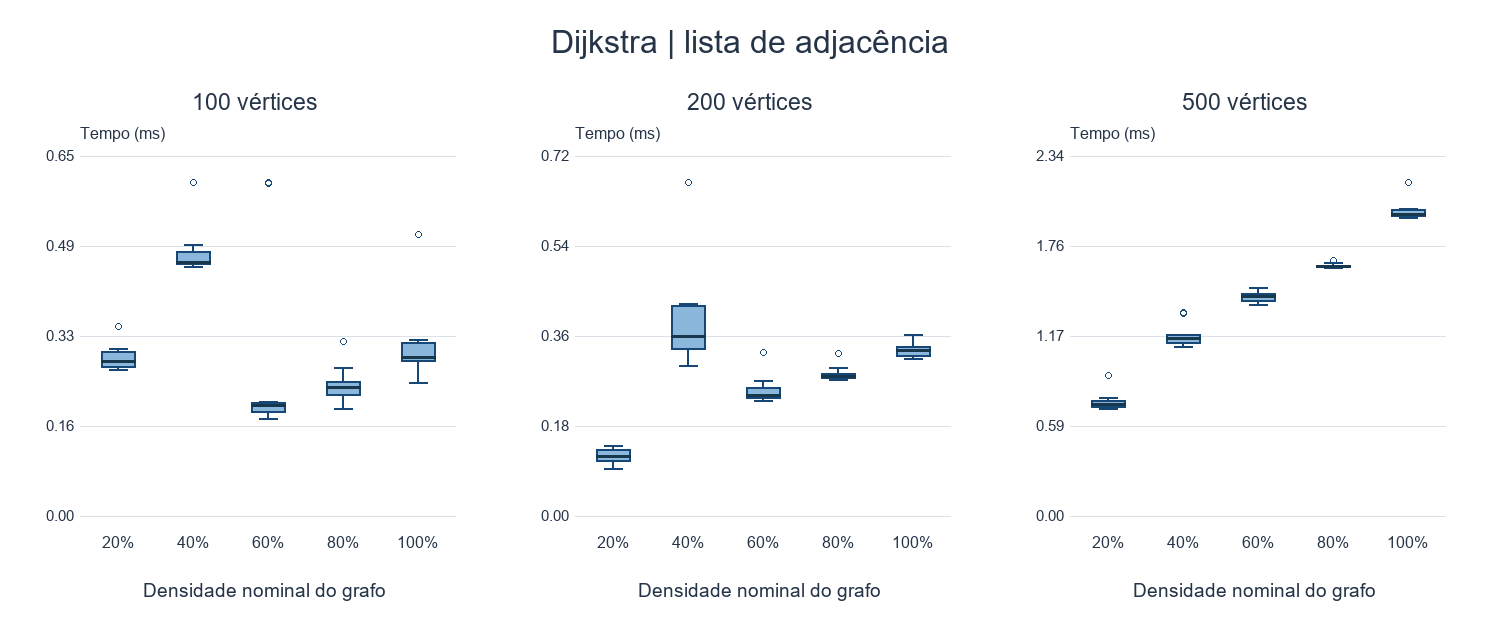 Dijkstra | lista de adjacência
100 vértices
Tempo (ms)
0.65
0.49
0.33
0.16
0.00
20% 40% 60% 80% 100%
Densidade nominal do grafo
200 vértices
Tempo (ms)
0.72
0.54
0.36
0.18
0.00
20% 40% 60% 80% 100%
Densidade nominal do grafo
500 vértices
Tempo (ms)
2.34
1.76
1.17
0.59
0.00
20% 40% 60% 80% 100%
Densidade nominal do grafo